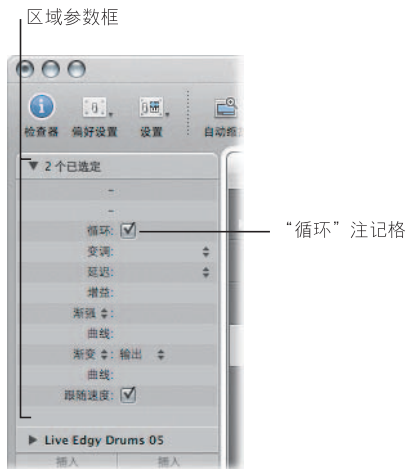 区域参数框
检查器 偏好设置 设置 自动缩
▼ 2 个已选定
-
-
循环:
“循环”注记格
变调:
延迟:
增益:
渐强:
曲线:
渐变: 输出
曲线:
跟随速度:
▶ Live Edgy Drums 05
插入 插入